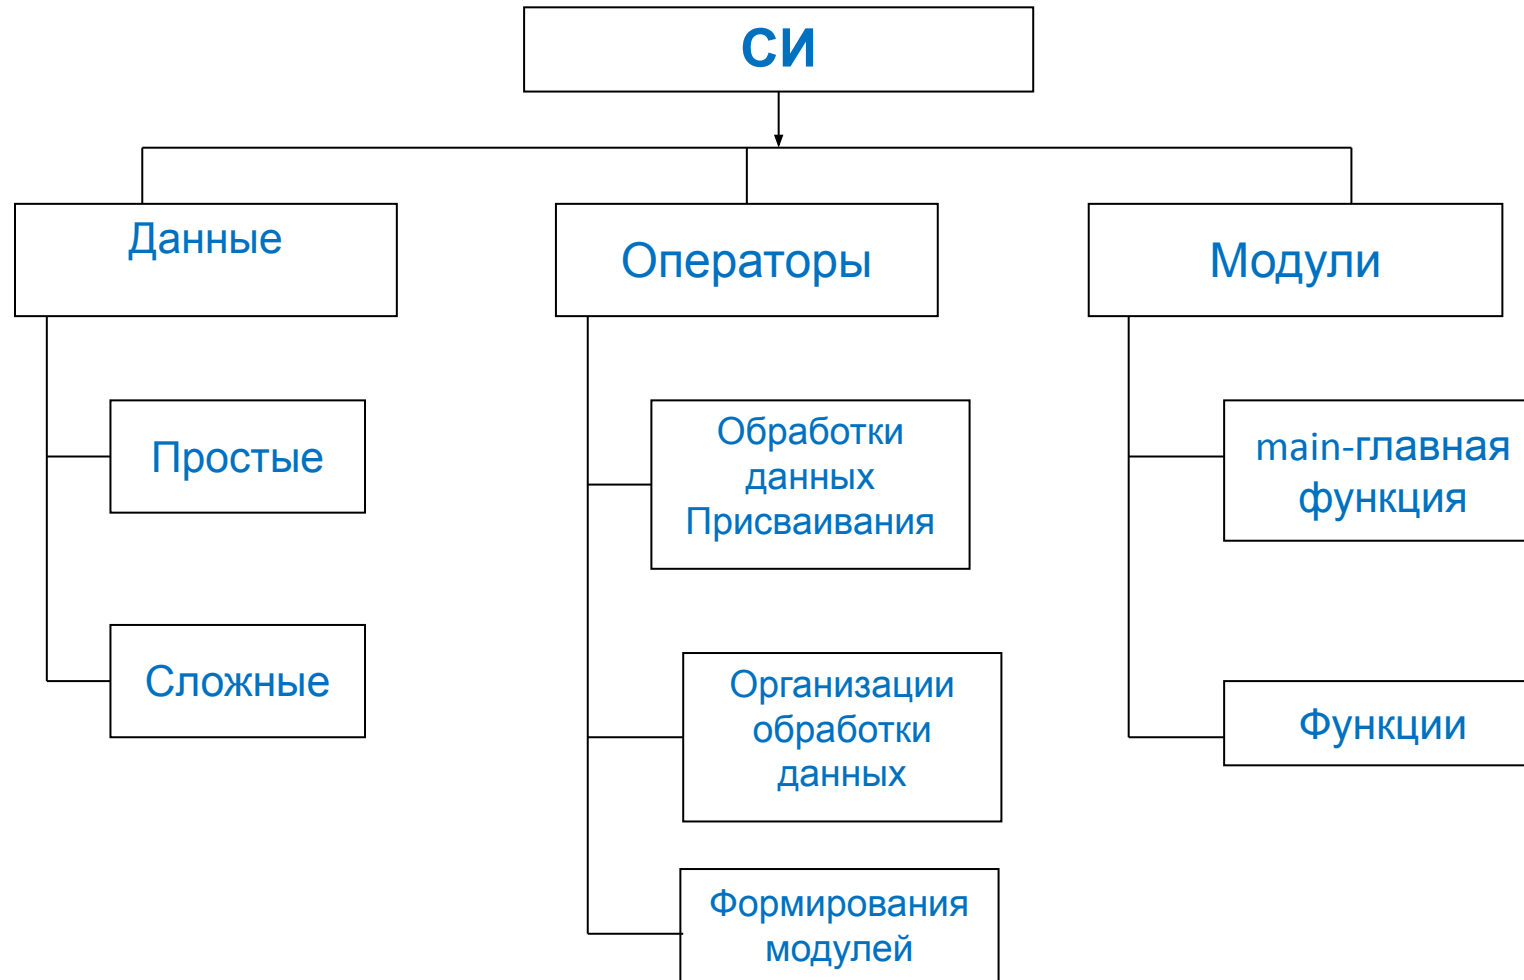 СИ
Данные
Операторы
Модули
Простые
Сложные
Обработки
данных
Присваивания
Организации
обработки
данных
Формирования
модулей
main-главная
функция
Функции